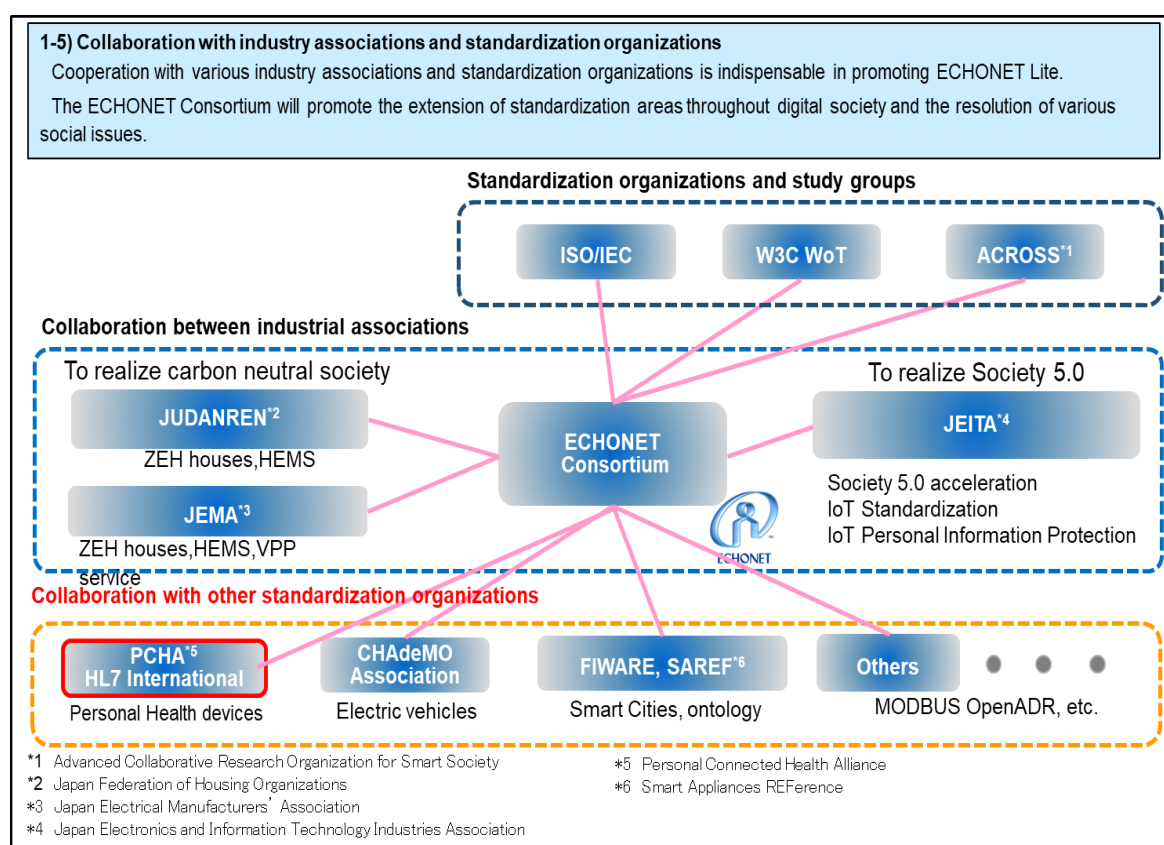 1-5) Collaboration with industry associations and standardization organizations
Cooperation with various industry associations and standardization organizations is indispensable in promoting ECHONET Lite.
The ECHONET Consortium will promote the extension of standardization areas throughout digital society and the resolution of various
social issues.
Standardization organizations and study groups
ISO/IEC
W3C WoT
ACROSS*1
Collaboration between industrial associations
To realize carbon neutral society
JUDANREN*2
ZEH houses,HEMS
JEMA*3
ZEH houses,HEMS,VPP
service
ECHONET
Consortium
ECHONET
TM
To realize Society 5.0
JEITA*4
Society 5.0 acceleration
IoT Standardization
IoT Personal Information Protection
Collaboration with other standardization organizations
PCHA*5
HL7 International
Personal Health devices
CHAdeMO
Association
Electric vehicles
FIWARE, SAREF*6
Smart Cities, ontology
Others
MODBUS OpenADR, etc.
*1 Advanced Collaborative Research Organization for Smart Society
*2 Japan Federation of Housing Organizations
*3 Japan Electrical Manufacturers' Association
*4 Japan Electronics and Information Technology Industries Association
*5 Personal Connected Health Alliance
*6 Smart Appliances REFerence